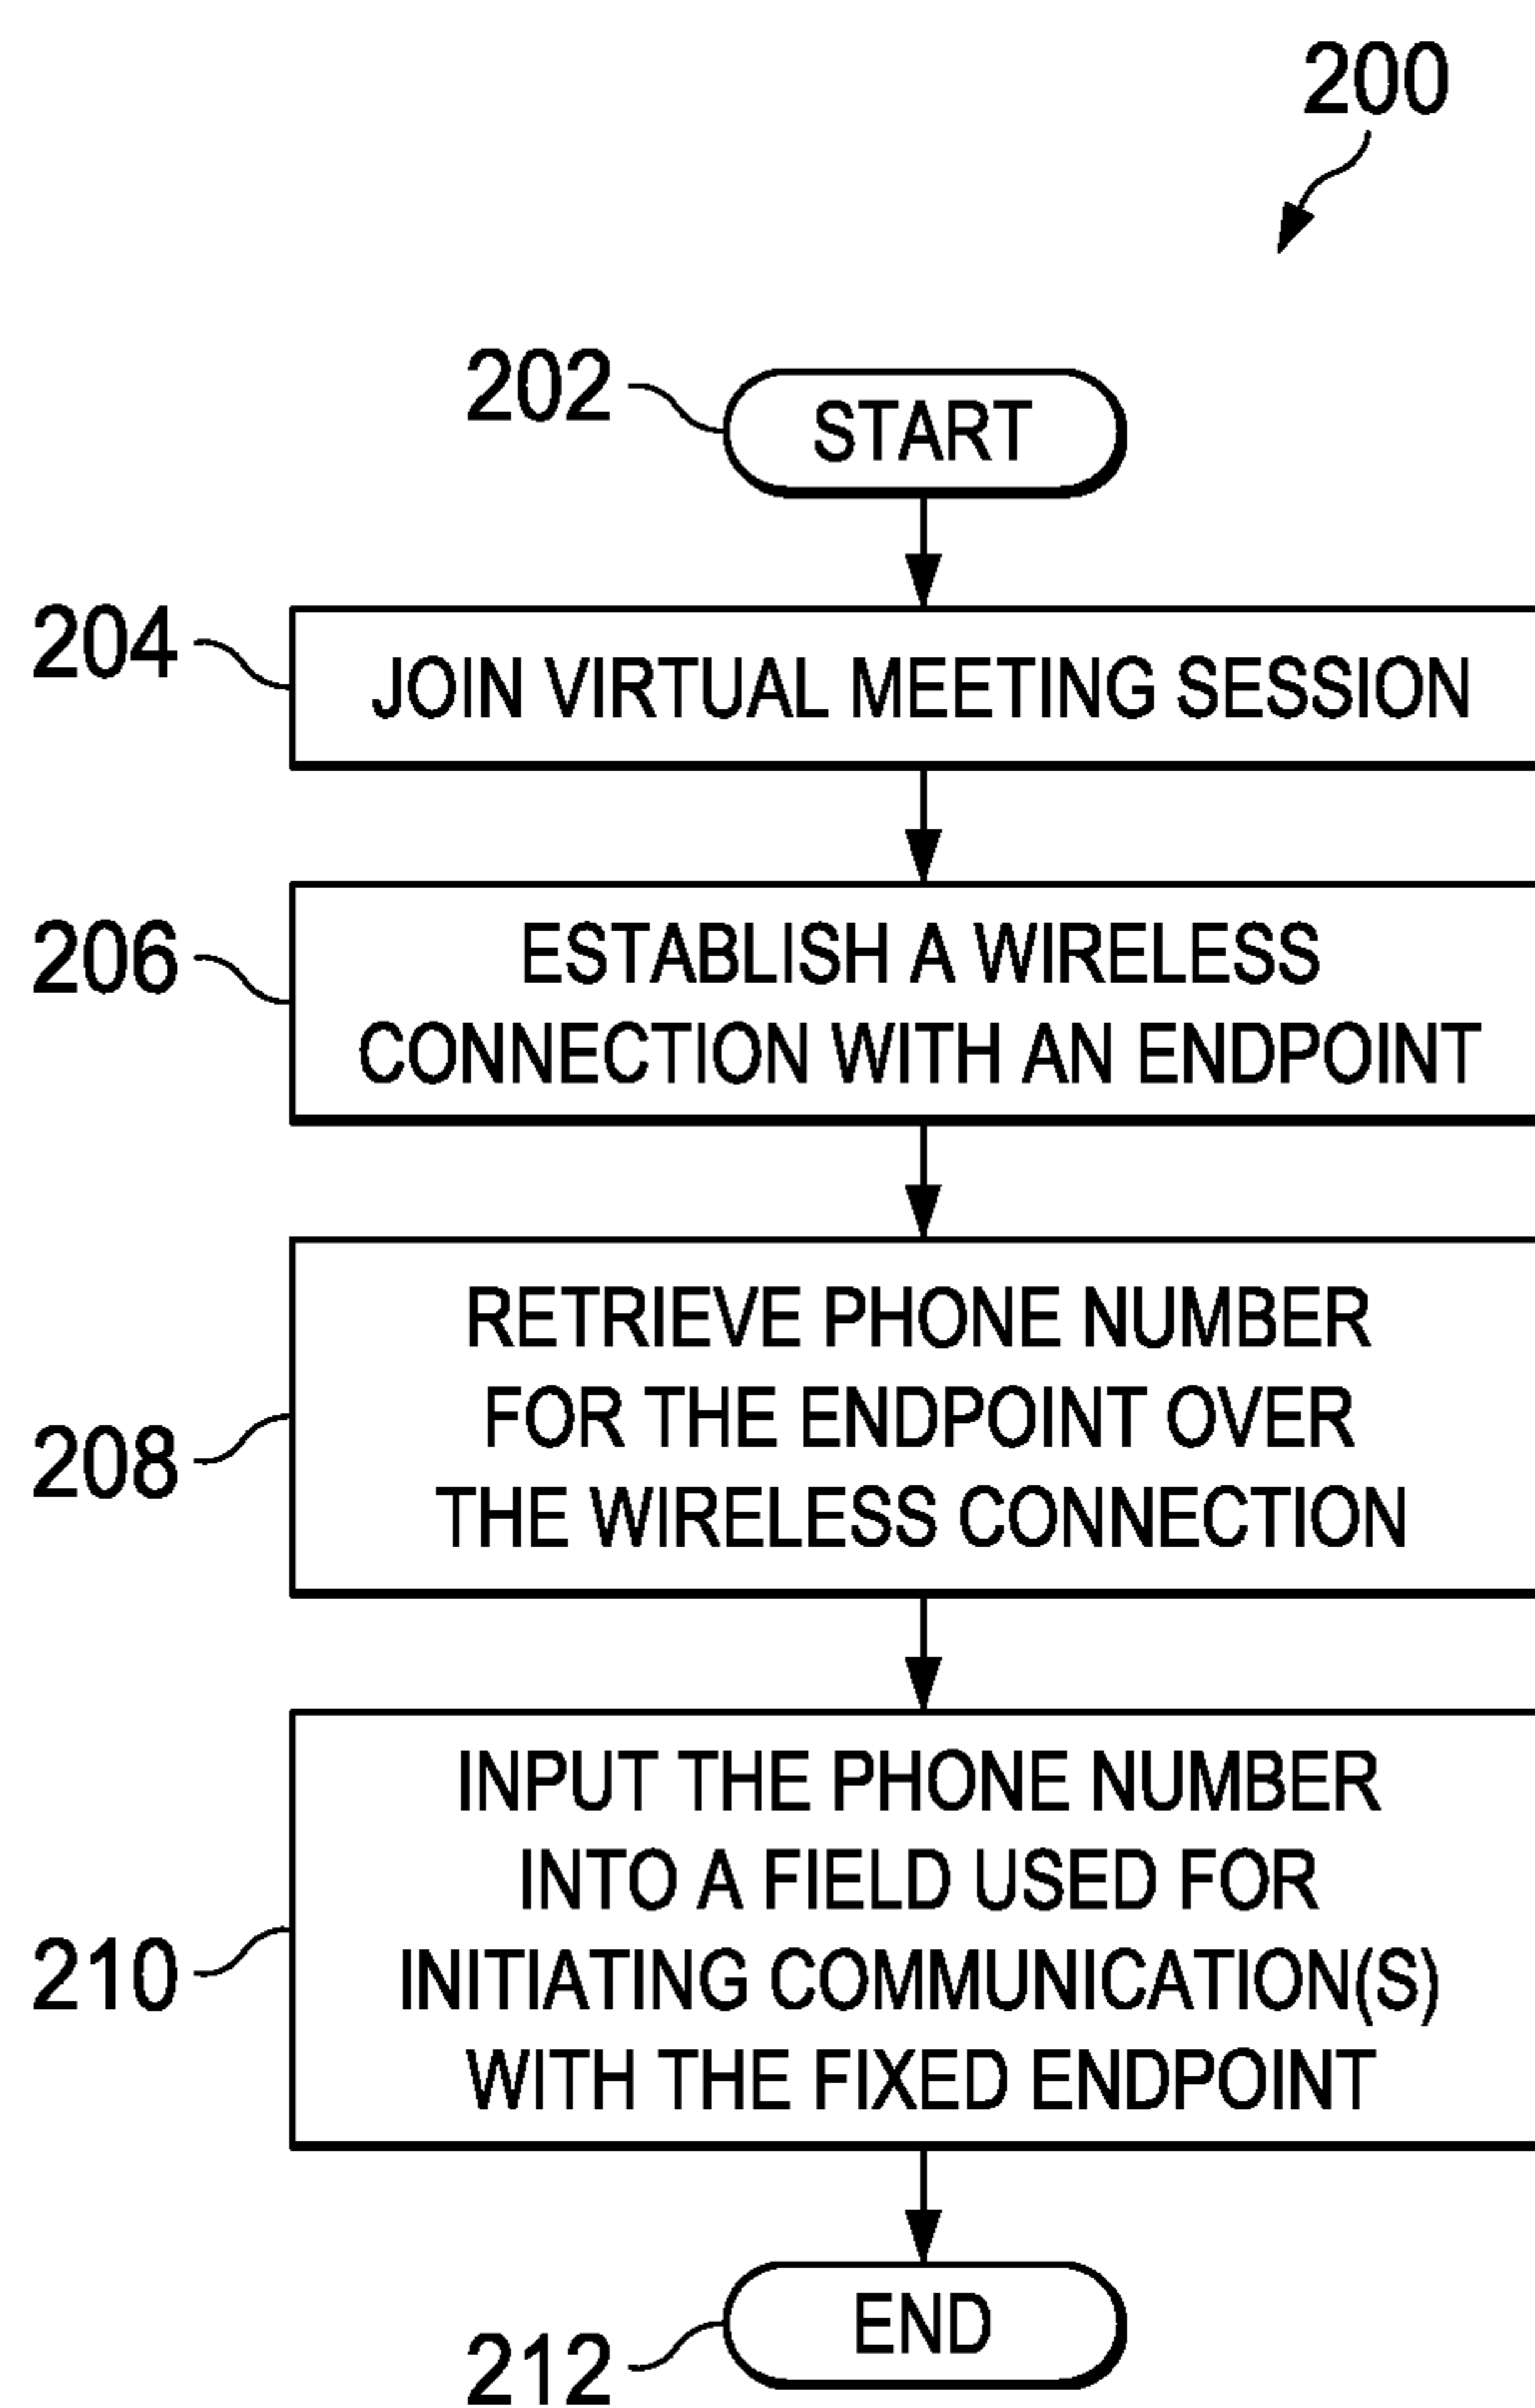 200
202
START
204
JOIN VIRTUAL MEETING SESSION
206
ESTABLISH A WIRELESS
CONNECTION WITH AN ENDPOINT
208
RETRIEVE PHONE NUMBER
FOR THE ENDPOINT OVER
THE WIRELESS CONNECTION
210
INPUT THE PHONE NUMBER
INTO A FIELD USED FOR
INITIATING COMMUNICATION(S)
WITH THE FIXED ENDPOINT
212
END